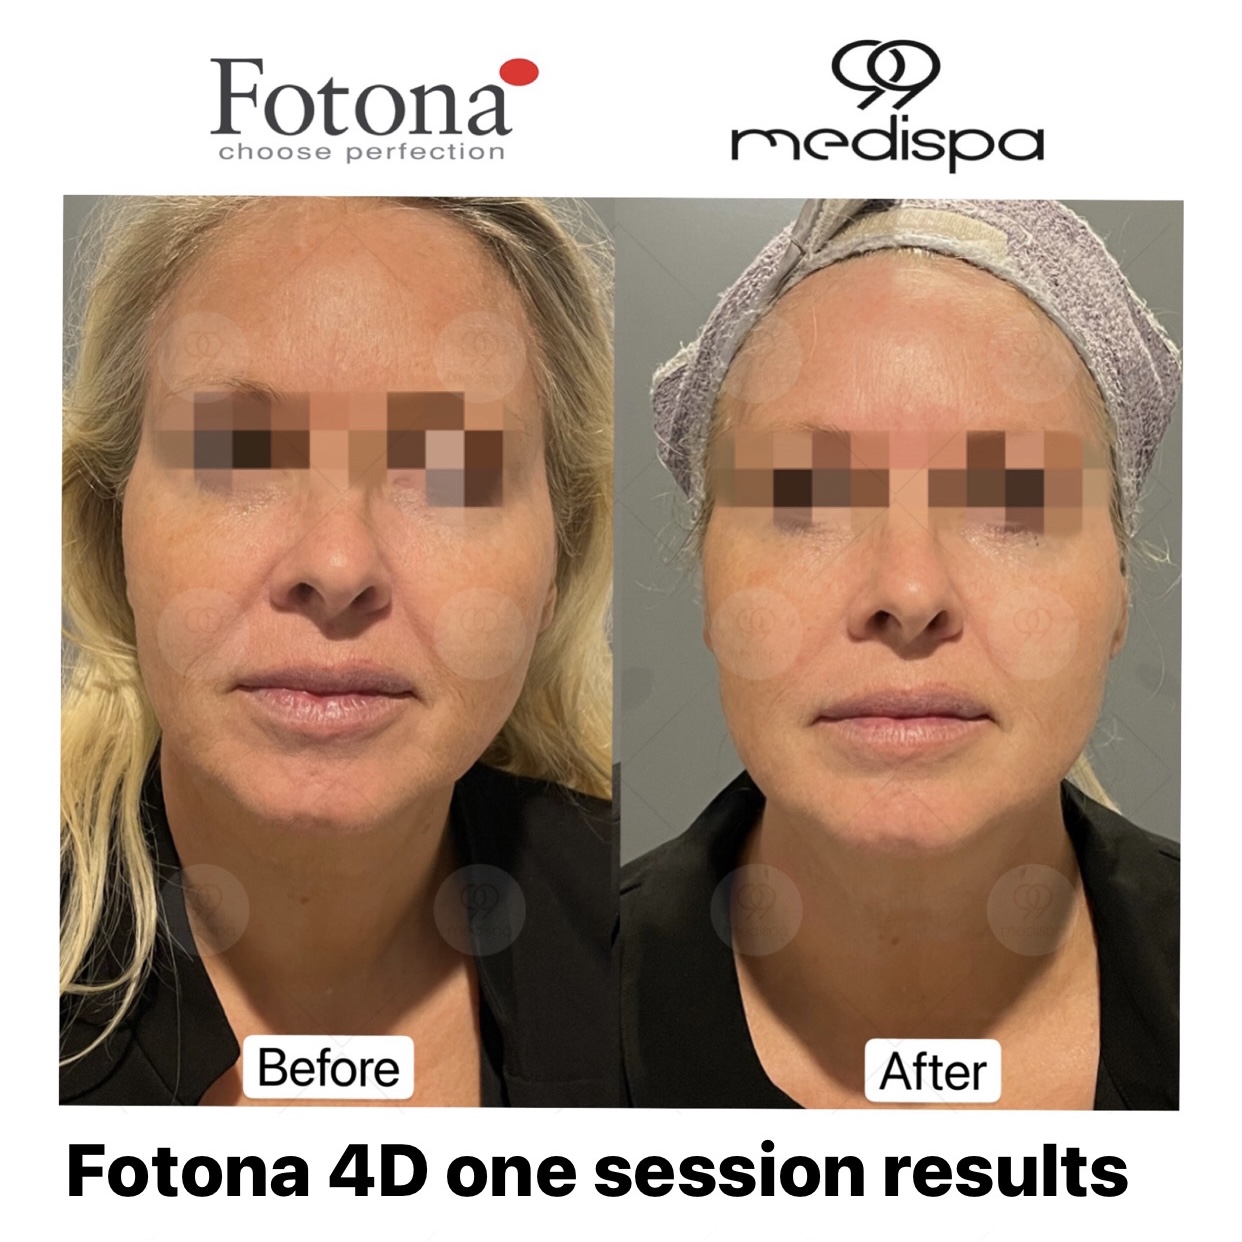 Fotona
choose perfection
99
medispa
Before
After
Fotona 4D one session results